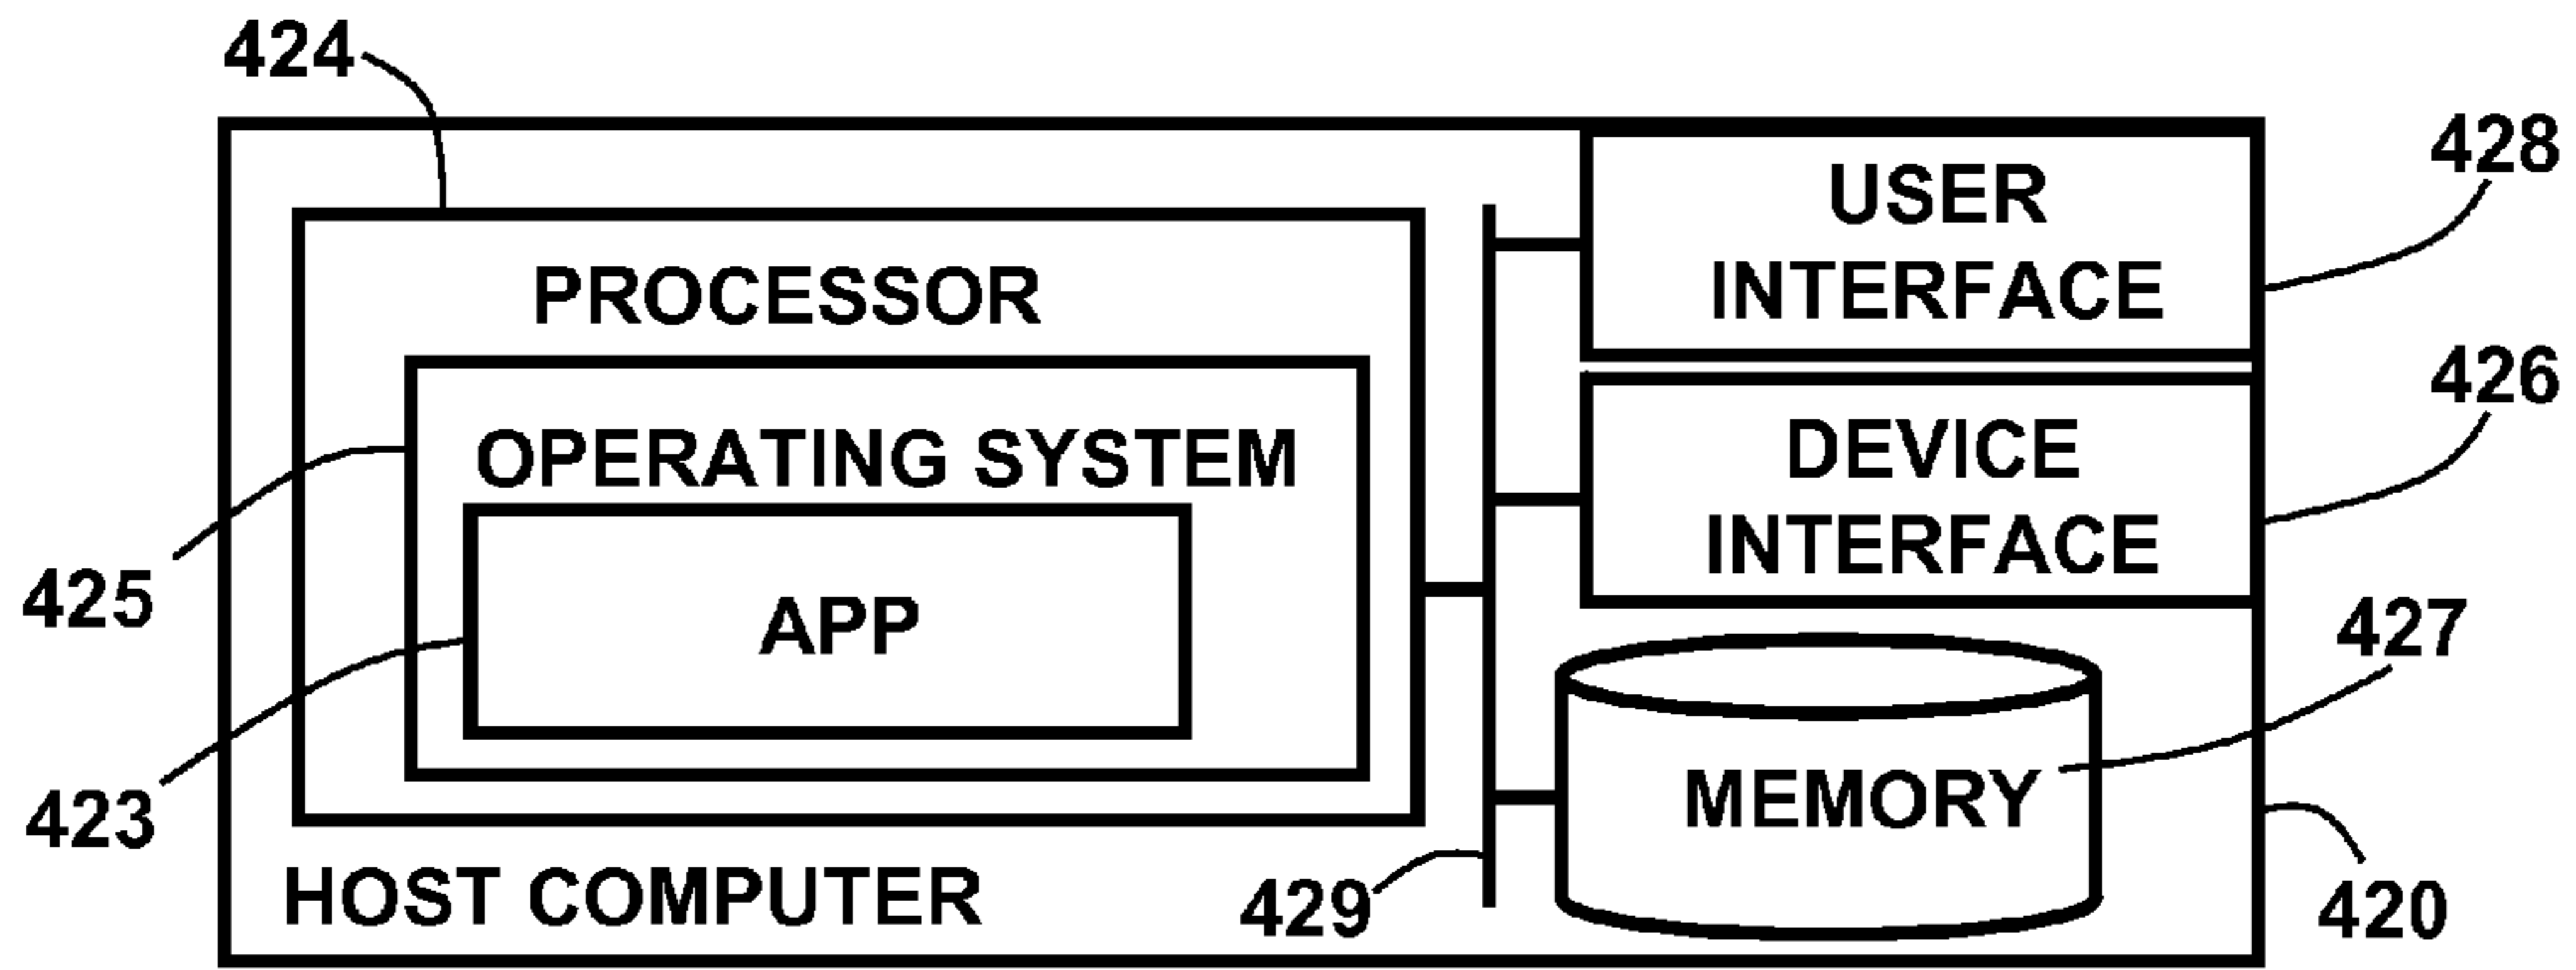 424
428
USER
INTERFACE
PROCESSOR
426
OPERATING SYSTEM
DEVICE
INTERFACE
425
APP
427
423
MEMORY
HOST COMPUTER
429
420